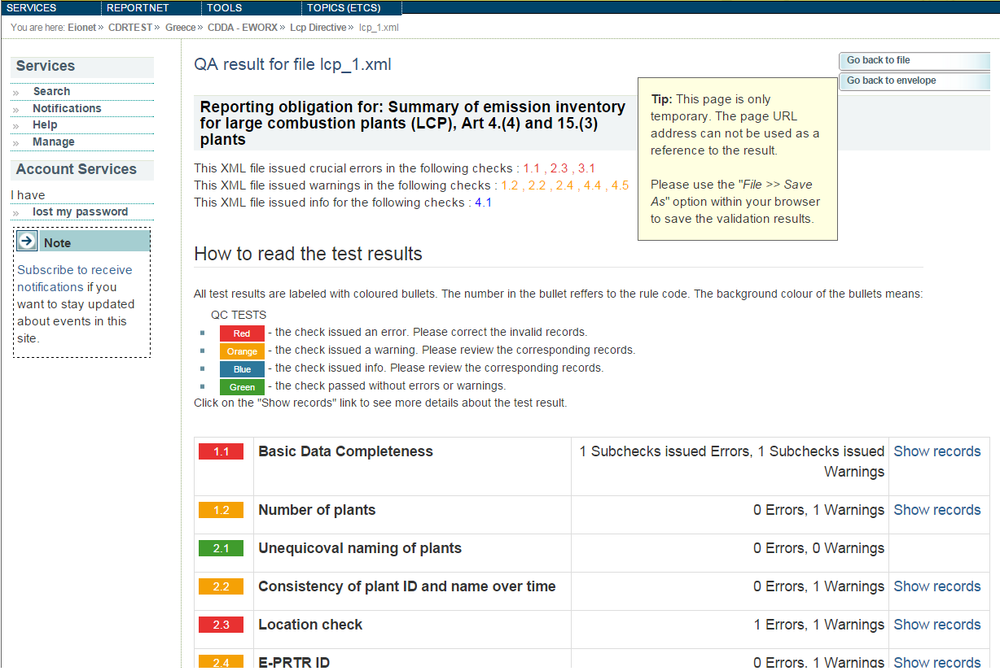 SERVICES REPORTNET TOOLS TOPICS (ETCS)
You are here: Eionet » CDRTEST » Greece » CDDA - EWORX » Lcp Directive » lcp_1.xml
Services
» Search
» Notifications
» Help
» Manage
Account Services
I have
» lost my password
Note
Subscribe to receive
notifications if you
want to stay updated
about events in this
site.
QA result for file lcp_1.xml
Go back to file
Go back to envelope
Reporting obligation for: Summary of emission inventory
for large combustion plants (LCP), Art 4.(4) and 15.(3)
plants
Tip: This page is only
temporary. The page URL
address can not be used as a
reference to the result.
Please use the "File >> Save
As" option within your browser
to save the validation results.
This XML file issued crucial errors in the following checks : 1.1 , 2.3 , 3.1
This XML file issued warnings in the following checks : 1.2 , 2.2 , 2.4 , 4.4 , 4.5
This XML file issued info for the following checks : 4.1
How to read the test results
All test results are labeled with coloured bullets. The number in the bullet reffers to the rule code. The background colour of the bullets means:
QC TESTS
Red - the check issued an error. Please correct the invalid records.
Orange - the check issued a warning. Please review the corresponding records.
Blue - the check issued info. Please review the corresponding records.
Green - the check passed without errors or warnings.
Click on the "Show records" link to see more details about the test result.
1.1 Basic Data Completeness 1 Subchecks issued Errors, 1 Subchecks issued Show records
Warnings
1.2 Number of plants 0 Errors, 1 Warnings Show records
2.1 Unequicoval naming of plants 0 Errors, 0 Warnings
2.2 Consistency of plant ID and name over time 0 Errors, 1 Warnings Show records
2.3 Location check 1 Errors, 1 Warnings Show records
2.4 E-PRTR ID 0 Errors, 1 Warnings Show records